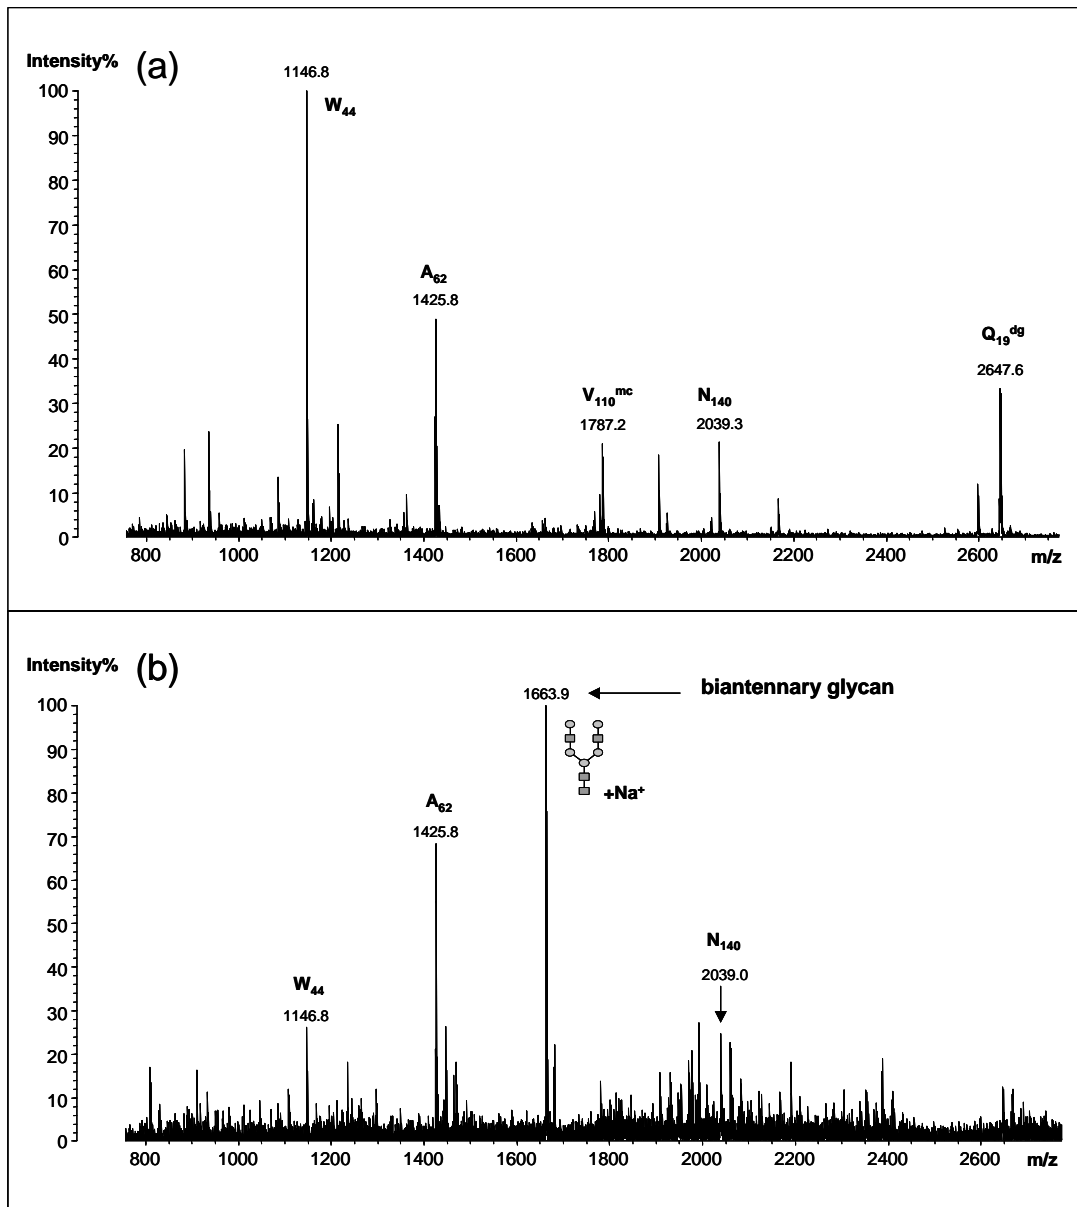 Intensity% (a)
1146.8
100
W₄₄
90
80
70
60
A₆₂
1425.8
50
Q₁₉ᵈᵍ
40
2647.6
V₁₁₀ᵐᶜ N₁₄₀
1787.2 2039.3
30
20
10
0
800 1000 1200 1400 1600 1800 2000 2200 2400 2600 m/z
Intensity% (b)
1663.9 biantennary glycan
100
90
80
+Na⁺
A₆₂
1425.8
70
60
50
N₁₄₀
40
2039.0
W₄₄
1146.8
30
20
10
0
800 1000 1200 1400 1600 1800 2000 2200 2400 2600 m/z